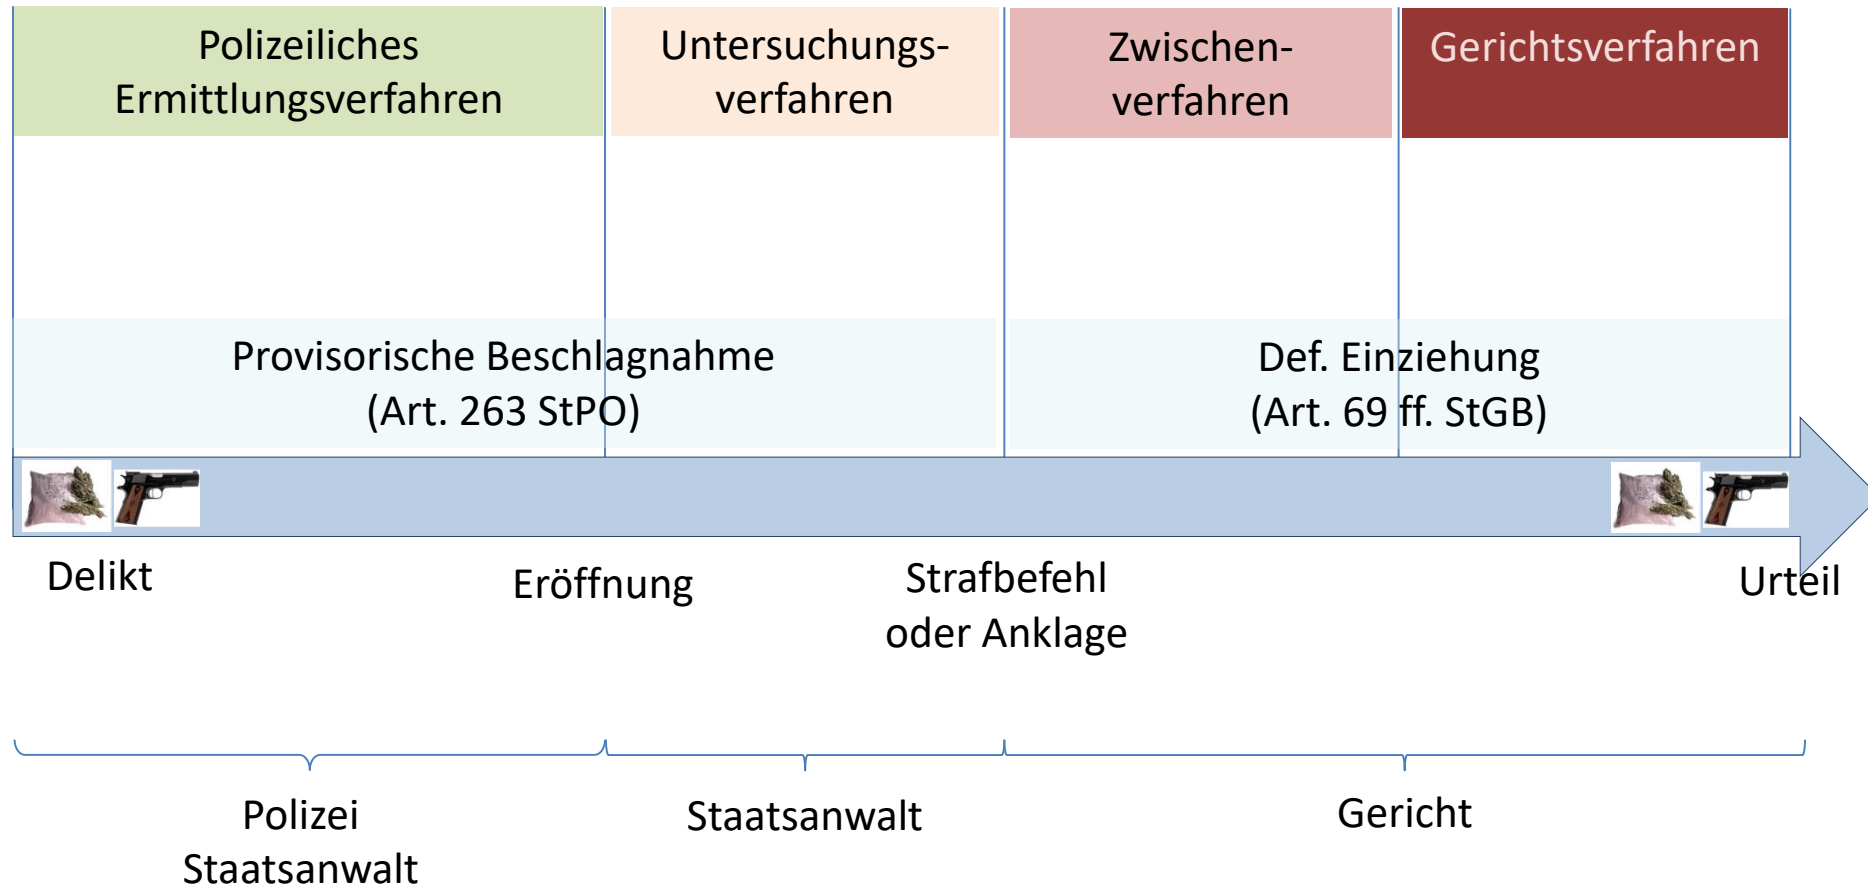 Polizeiliches
Ermittlungsverfahren
Untersuchungs-
verfahren
Zwischen-
verfahren
Gerichtsverfahren
Provisorische Beschlagnahme
(Art. 263 StPO)
Def. Einziehung
(Art. 69 ff. StGB)
Delikt
Eröffnung
Strafbefehl
oder Anklage
Urteil
Polizei
Staatsanwalt
Staatsanwalt
Gericht